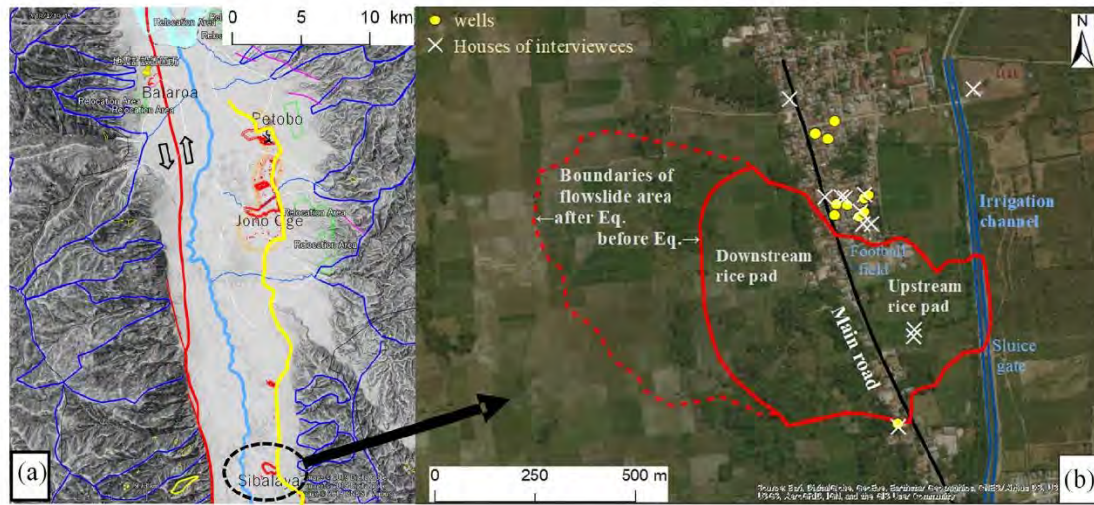 0 5 10 km
Relocation Area
Balaroa
Relocation Area
Relocation Area
Petobo
Jono Oge
Relocation Area
Relocation Area
Sibalaya
(a)
wells
Houses of interviewees
N
Boundaries of
flowslide area
←after Eq.
before Eq.→
Downstream
rice pad
Football
field
Upstream
rice pad
Irrigation
channel
Main road
Sluice
gate
0 250 500 m
(b)